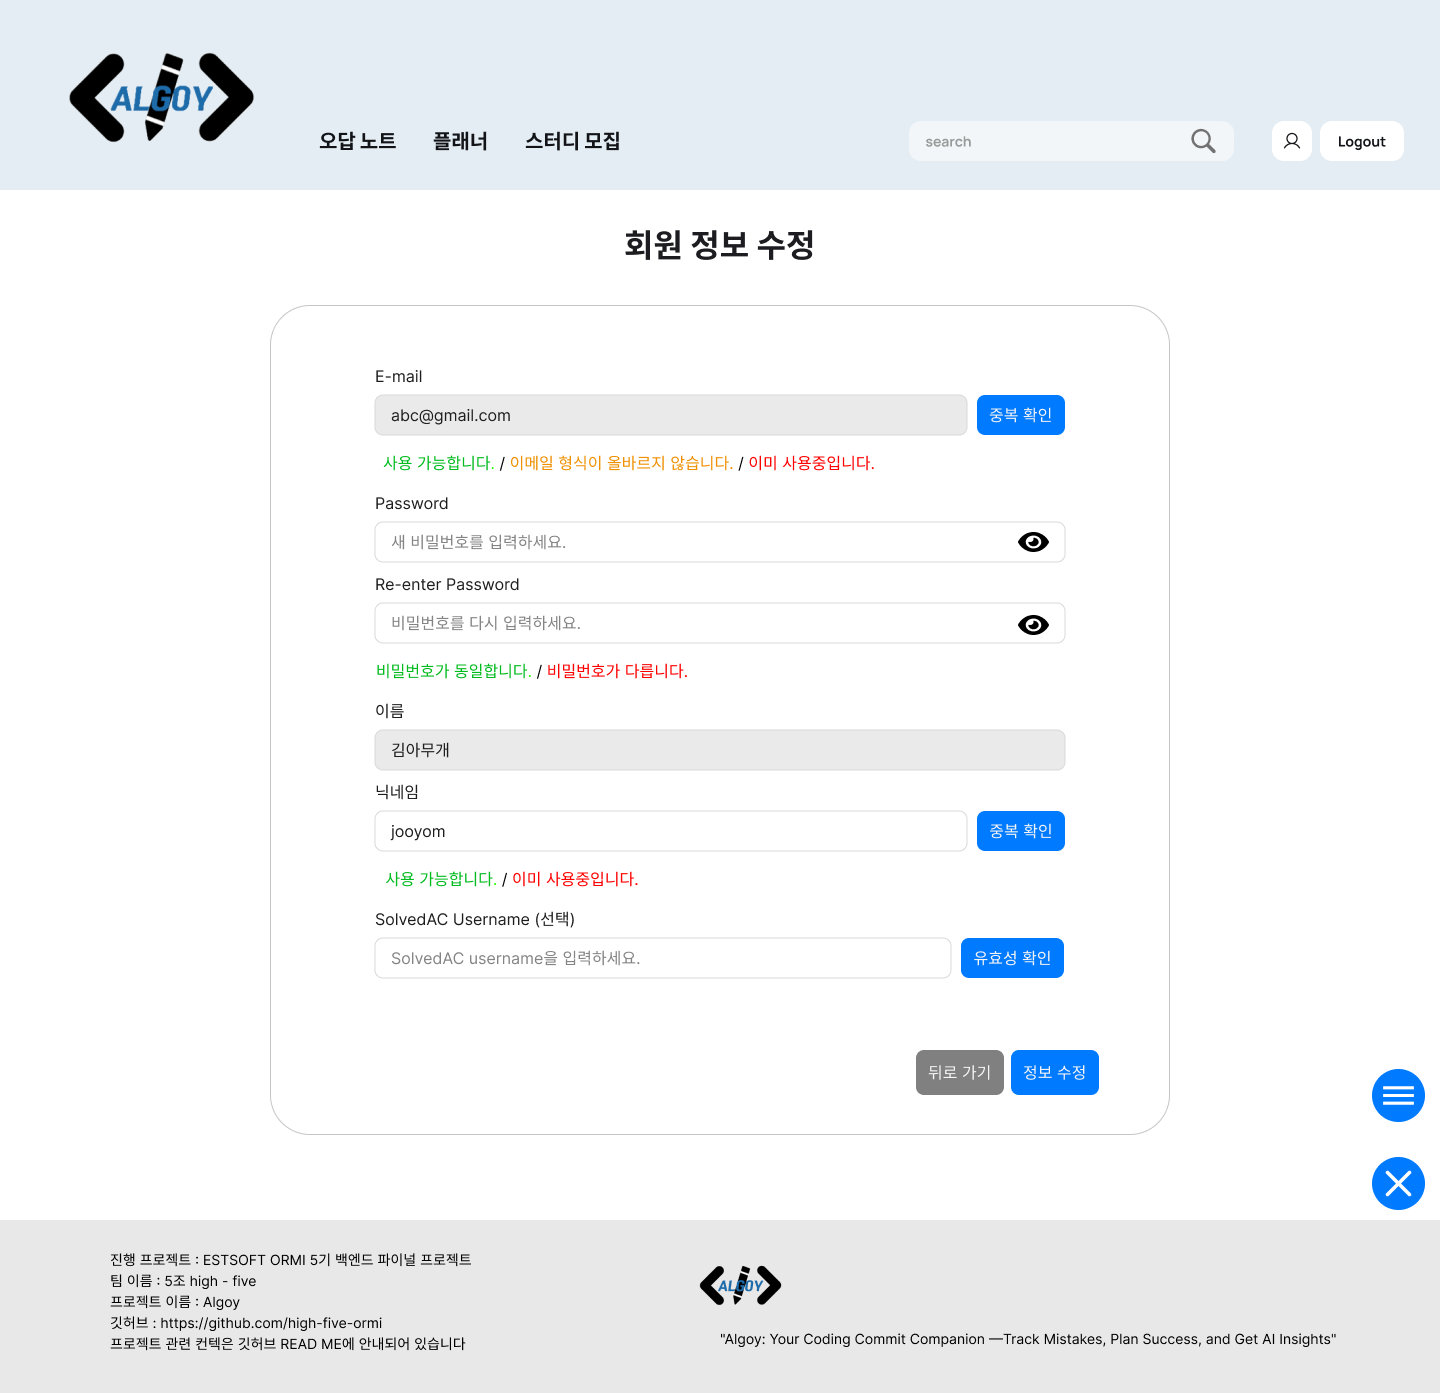 ALGOY
오답 노트 플래너 스터디 모집 search Logout
회원 정보 수정
E-mail
abc@gmail.com 중복 확인
사용 가능합니다. / 이메일 형식이 올바르지 않습니다. / 이미 사용중입니다.
Password
새 비밀번호를 입력하세요.
Re-enter Password
비밀번호를 다시 입력하세요.
비밀번호가 동일합니다. / 비밀번호가 다릅니다.
이름
김아무개
닉네임
jooyom 중복 확인
사용 가능합니다. / 이미 사용중입니다.
SolvedAC Username (선택)
SolvedAC username을 입력하세요. 유효성 확인
뒤로 가기 정보 수정
진행 프로젝트 : ESTSOFT ORMI 5기 백엔드 파이널 프로젝트
팀 이름 : 5조 high - five
프로젝트 이름 : Algoy
깃허브 : https://github.com/high-five-ormi
프로젝트 관련 컨텍은 깃허브 READ ME에 안내되어 있습니다
ALGOY
"Algoy: Your Coding Commit Companion —Track Mistakes, Plan Success, and Get AI Insights"